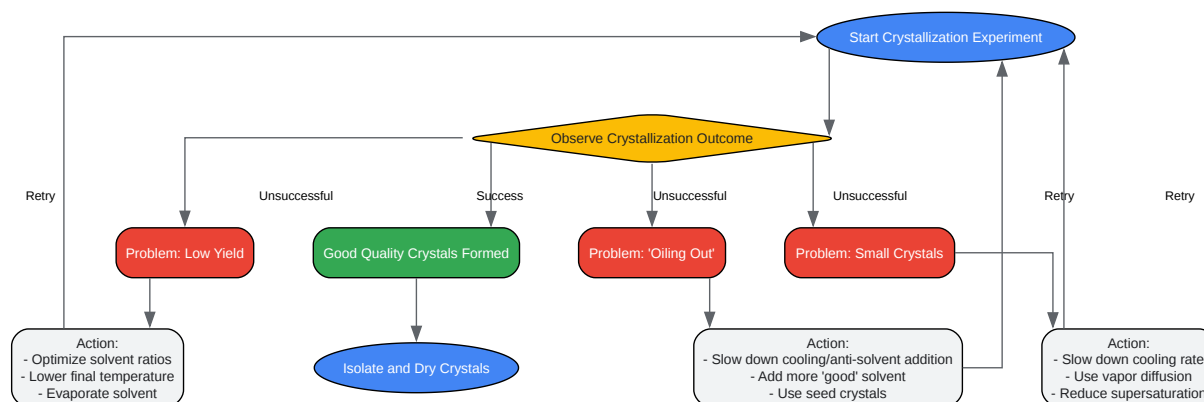 Start Crystallization Experiment
Observe Crystallization Outcome
Retry
Unsuccessful
Success
Unsuccessful
Unsuccessful
Retry
Retry
Problem: Low Yield
Good Quality Crystals Formed
Problem: 'Oiling Out'
Problem: Small Crystals
Action:
- Optimize solvent ratios
- Lower final temperature
- Evaporate solvent
Isolate and Dry Crystals
Action:
- Slow down cooling/anti-solvent addition
- Add more 'good' solvent
- Use seed crystals
Action:
- Slow down cooling rate
- Use vapor diffusion
- Reduce supersaturation